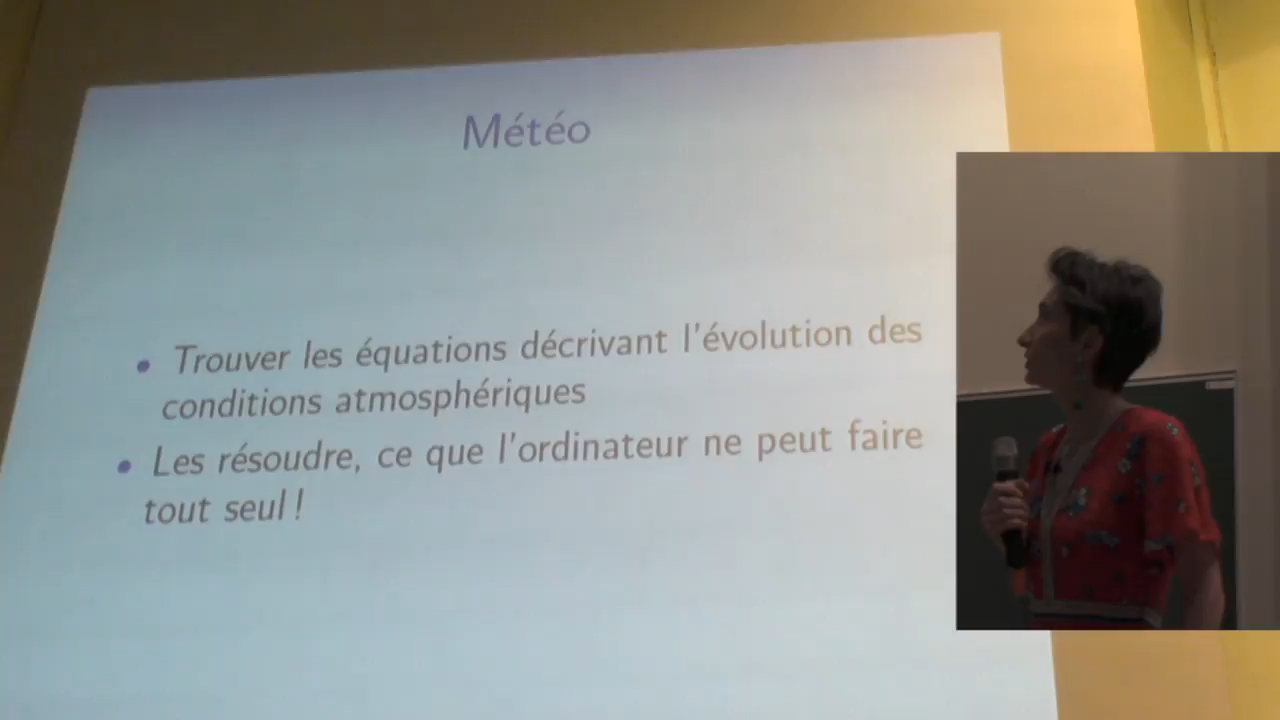 Météo
• Trouver les équations décrivant l'évolution des
conditions atmosphériques
• Les résoudre, ce que l'ordinateur ne peut faire
tout seul !